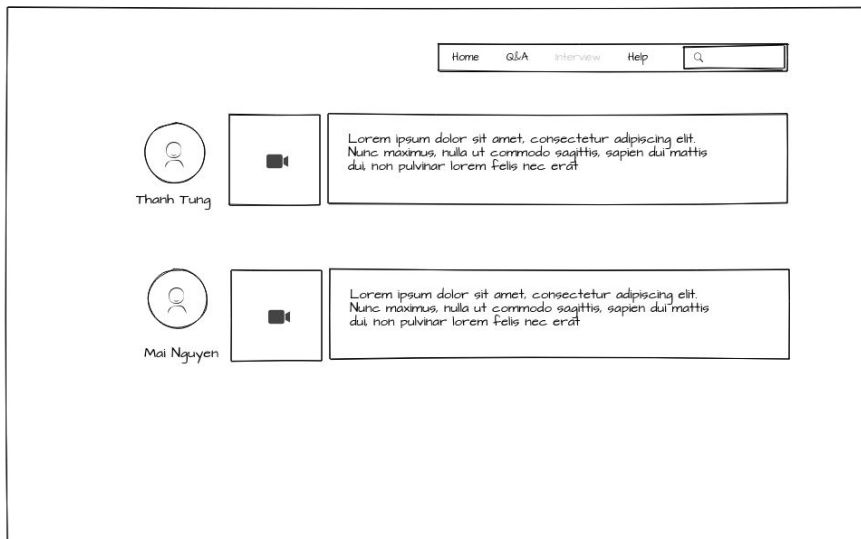 Home Q&A Interview Help
Lorem ipsum dolor sit amet, consectetur adipiscing elit.
Nunc maximus, nulla ut commodo sagittis, sapien dui mattis
dui, non pulvinar lorem felis nec erat
Thanh Tung
Lorem ipsum dolor sit amet, consectetur adipiscing elit.
Nunc maximus, nulla ut commodo sagittis, sapien dui mattis
dui, non pulvinar lorem felis nec erat
Mai Nguyen